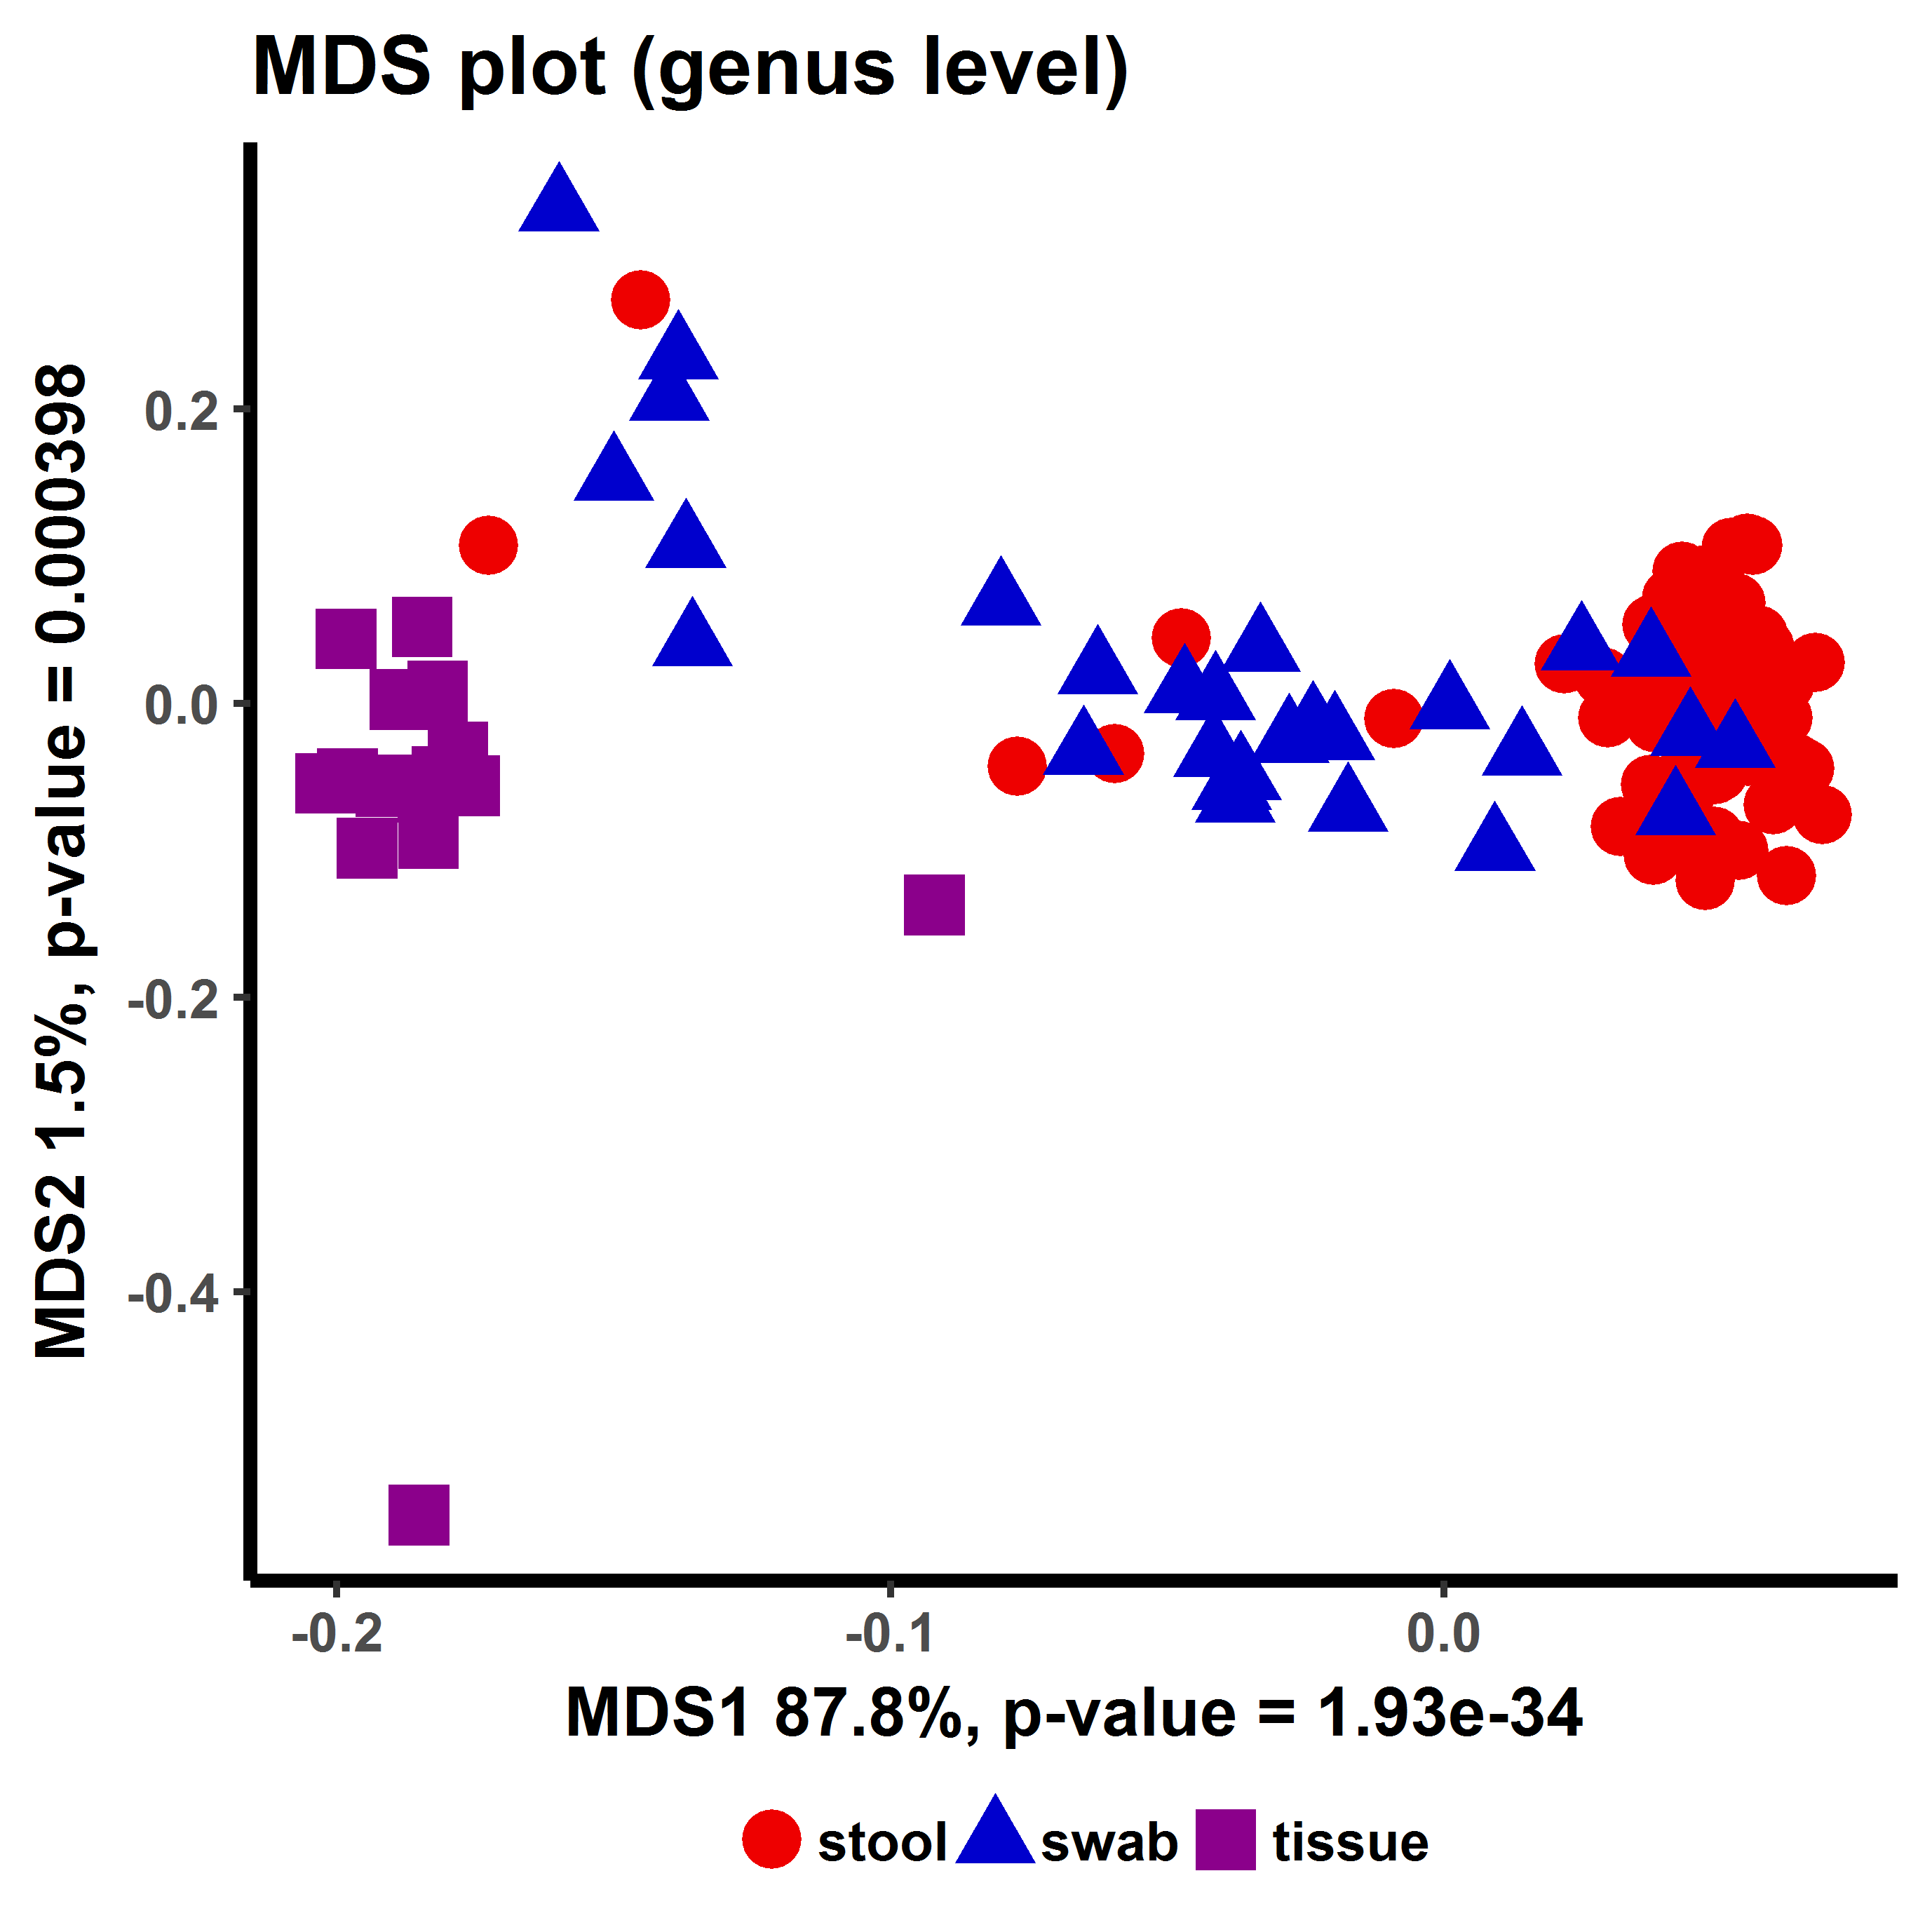 MDS plot (genus level)
MDS2 1.5%, p-value = 0.000398
0.2
0.0
-0.2
-0.4
-0.2
-0.1
0.0
MDS1 87.8%, p-value = 1.93e-34
stool
swab
tissue